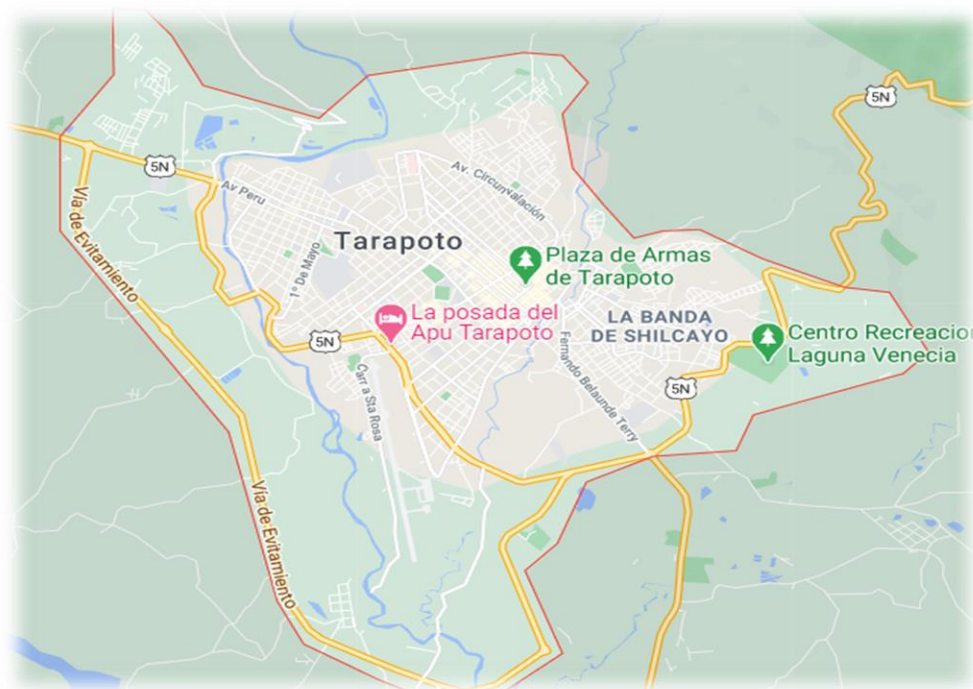 5N
5N
Av. Circunvalación
Av Peru
Vía de Evitamiento
Tarapoto
1° De Mayo
Plaza de Armas
de Tarapoto
La posada del
Apu Tarapoto
LA BANDA
DE SHILCAYO
Centro Recreacion
Laguna Venecia
5N
Fernando Belaunde Terry
Carr a Sta Rosa
5N
Vía de Evitamiento